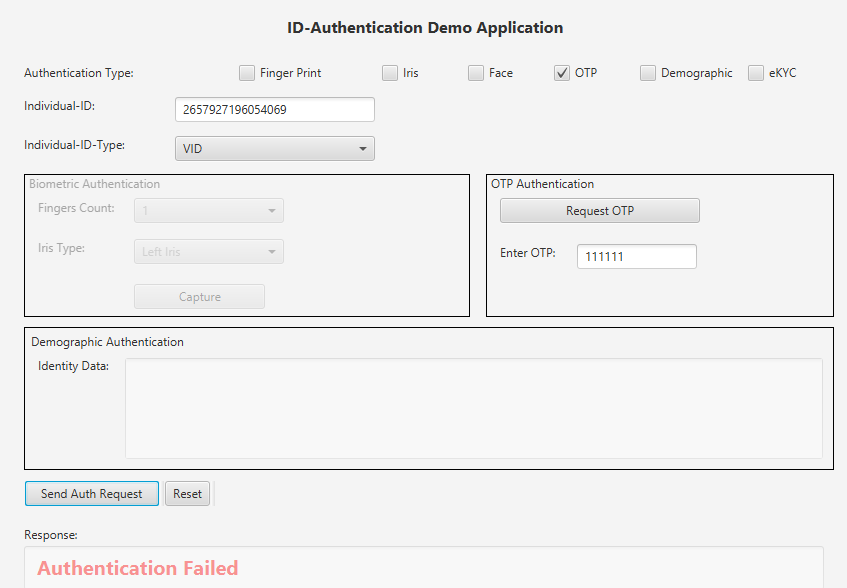 ID-Authentication Demo Application
Authentication Type: Finger Print Iris Face OTP Demographic eKYC
Individual-ID: 2657927196054069
Individual-ID-Type: VID
Biometric Authentication
Fingers Count: 1
Iris Type: Left Iris
Capture
OTP Authentication
Request OTP
Enter OTP: 111111
Demographic Authentication
Identity Data:
Send Auth Request Reset
Response:
Authentication Failed